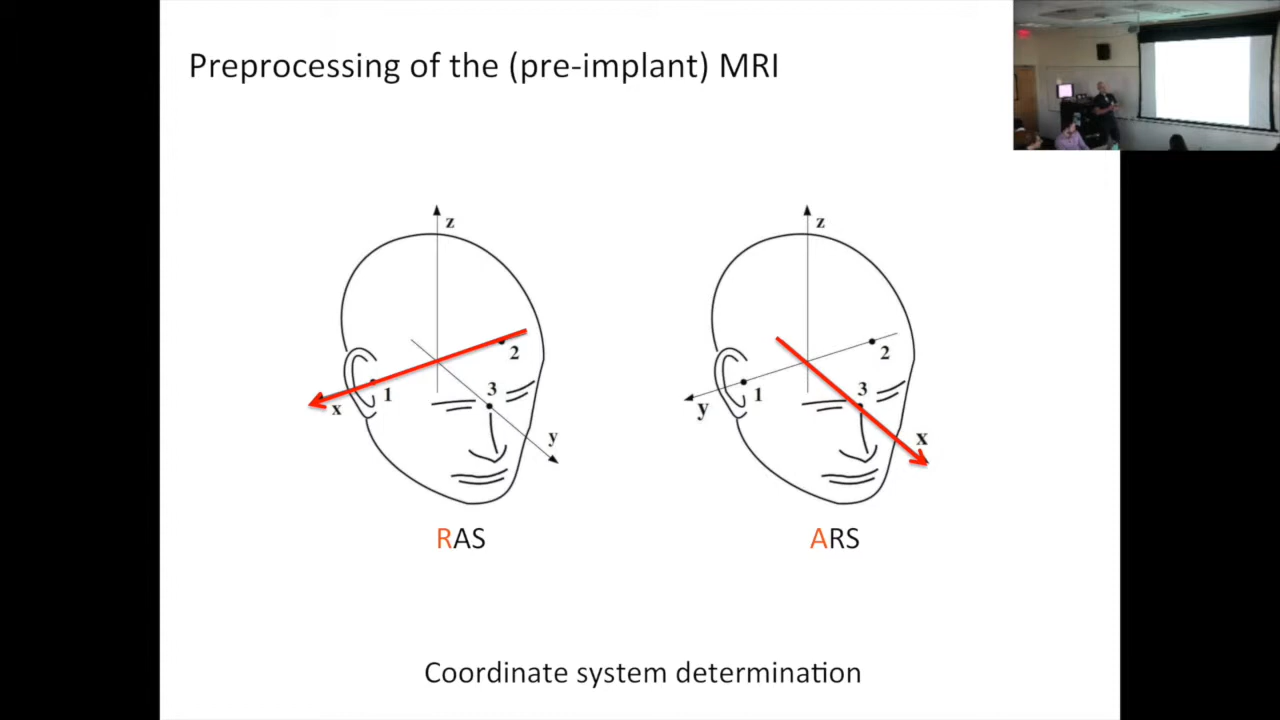 Preprocessing of the (pre-implant) MRI
z
1
2
3
x
y
RAS
z
1
2
3
y
x
ARS
Coordinate system determination